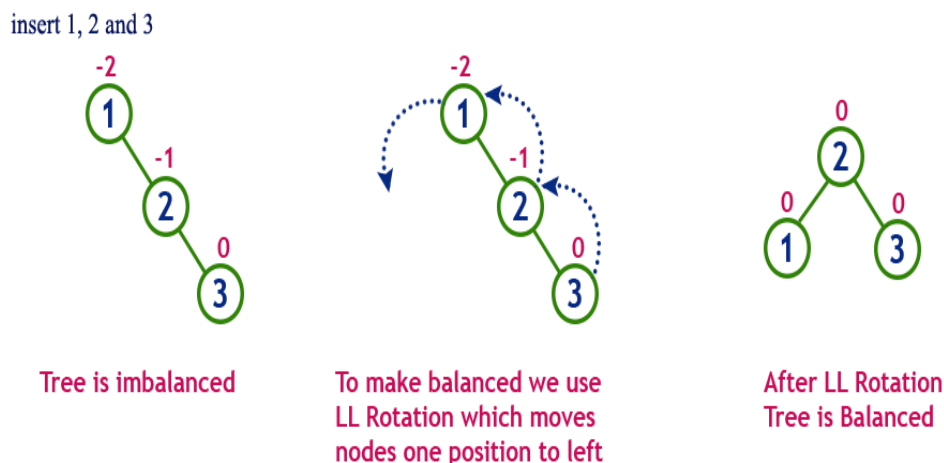 insert 1, 2 and 3
-2
1
-1
2
0
3
Tree is imbalanced
-2
1
-1
2
0
3
To make balanced we use
LL Rotation which moves
nodes one position to left
0
2
0 0
1 3
After LL Rotation
Tree is Balanced